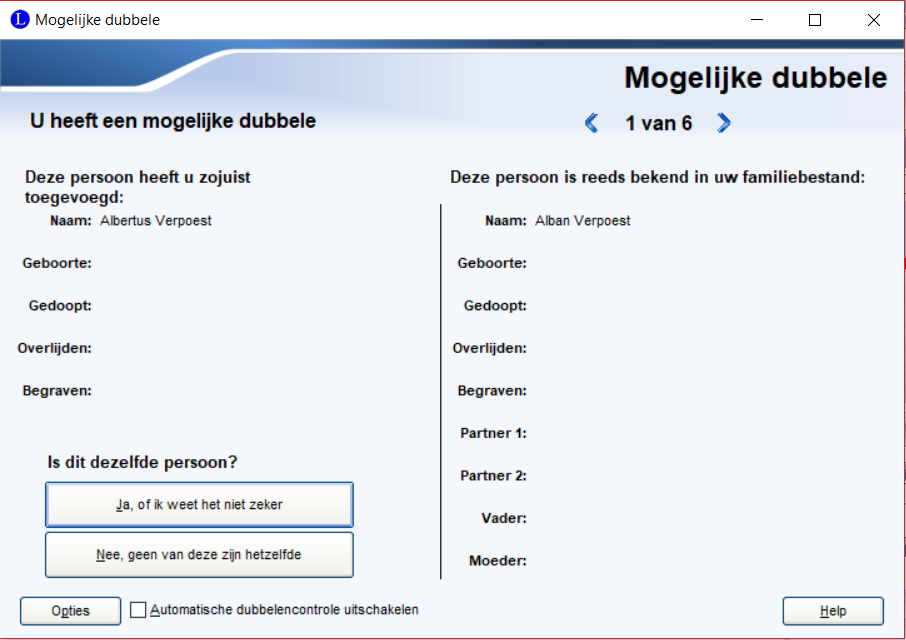 L Mogelijke dubbele
Mogelijke dubbele
U heeft een mogelijke dubbele
1 van 6
Deze persoon heeft u zojuist
toegevoegd:
Naam: Albertus Verpoest
Geboorte:
Gedoopt:
Overlijden:
Begraven:
Deze persoon is reeds bekend in uw familiebestand:
Naam: Alban Verpoest
Geboorte:
Gedoopt:
Overlijden:
Begraven:
Partner 1:
Partner 2:
Vader:
Moeder:
Is dit dezelfde persoon?
Ja, of ik weet het niet zeker
Nee, geen van deze zijn hetzelfde
Opties
Automatische dubbelencontrole uitschakelen
Help